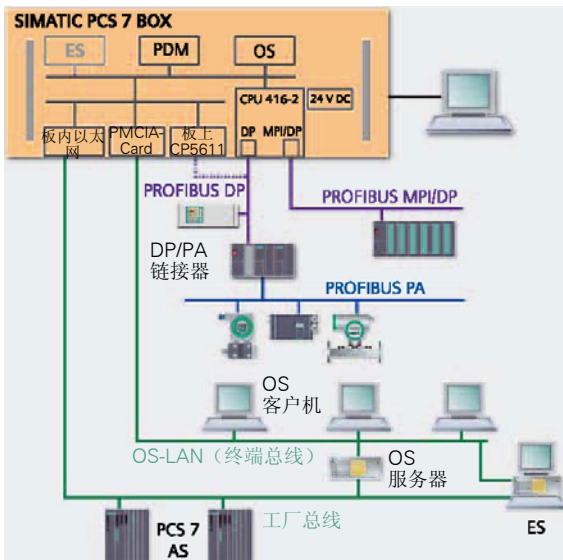 SIMATIC PCS 7 BOX
ES
PDM
OS
CPU 416-2
24 V DC
板内以太
网
PMCIA-
Card
板上
CP5611
DP MPI/DP
PROFIBUS DP
PROFIBUS MPI/DP
DP/PA
链接器
PROFIBUS PA
OS
客户机
OS-LAN（终端总线）
OS
服务器
ES
工厂总线
PCS 7
AS